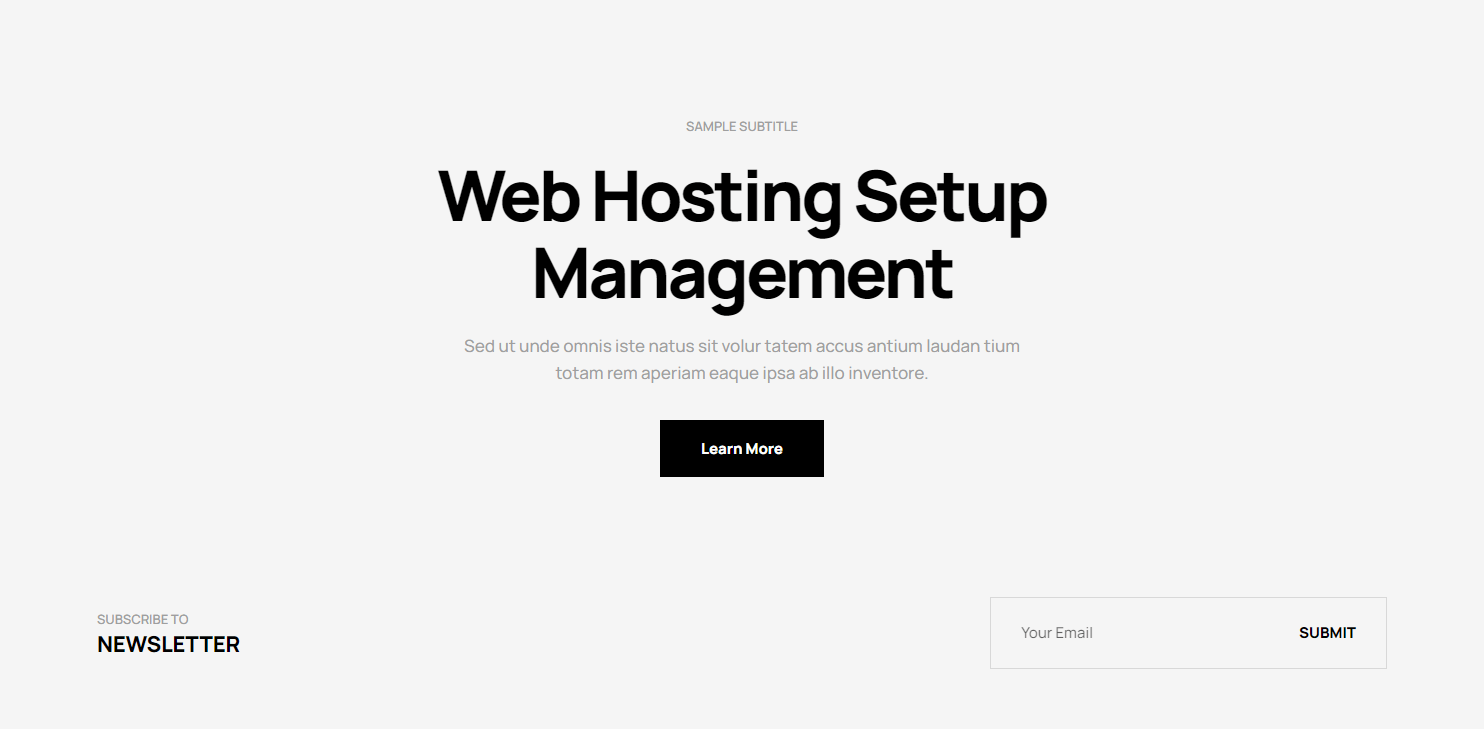 SAMPLE SUBTITLE
Web Hosting Setup
Management
Sed ut unde omnis iste natus sit volur tatem accus antium laudan tium
totam rem aperiam eaque ipsa ab illo inventore.
Learn More
SUBSCRIBE TO
NEWSLETTER
Your Email
SUBMIT